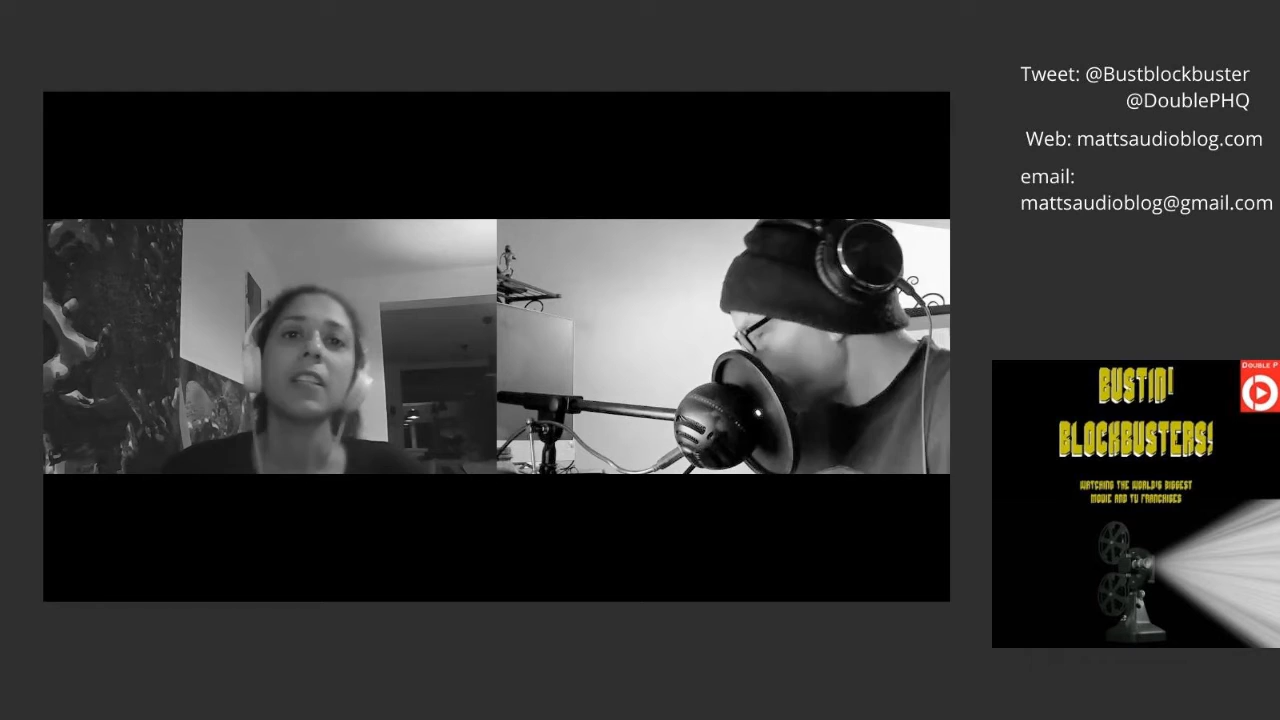 Tweet: @Bustblockbuster
@DoublePHQ
Web: mattsaudioblog.com
email:
mattsaudioblog@gmail.com
DOUBLE P
BUSTIN'
BLOCKBUSTERS!
WATCHING THE WORLD'S BIGGEST
MOVIE AND TV FRANCHISES